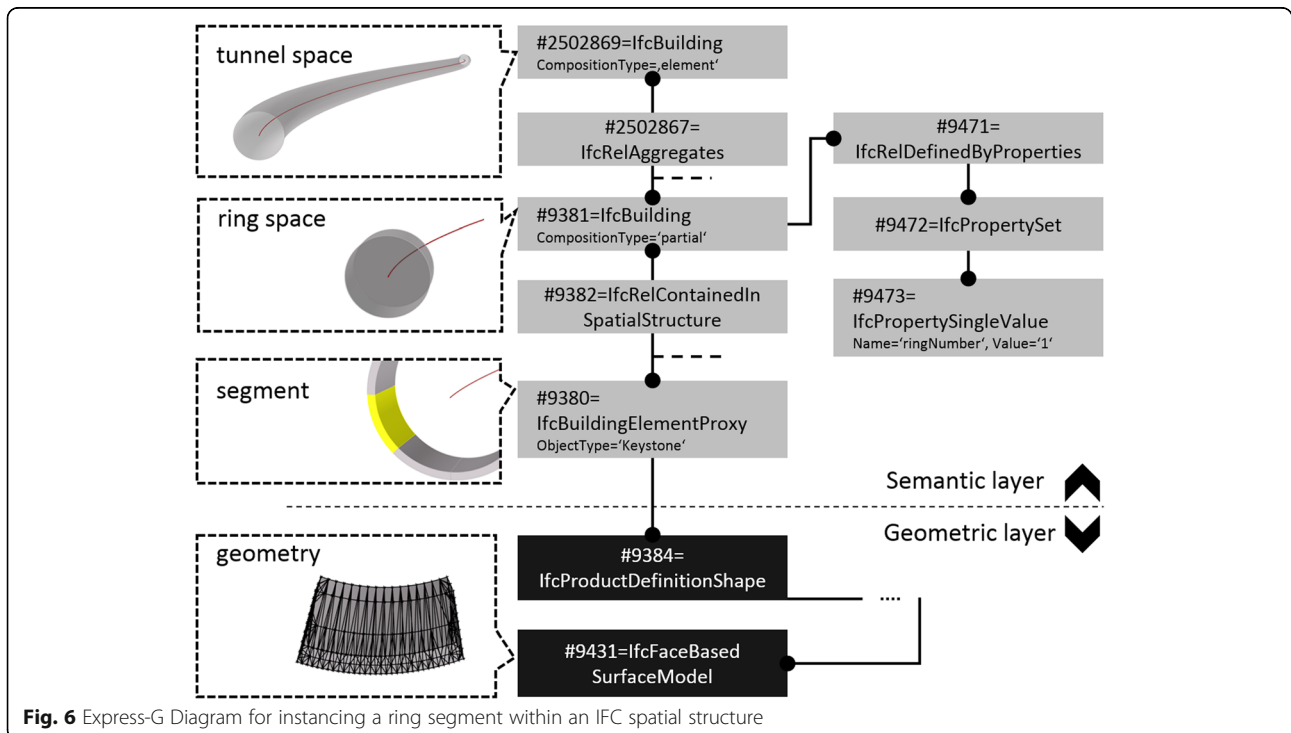 tunnel space
#2502869=IfcBuilding
CompositionType=‚element‘
#2502867=
IfcRelAggregates
#9471=
IfcRelDefinedByProperties
ring space
#9381=IfcBuilding
CompositionType=‘partial‘
#9472=IfcPropertySet
#9382=IfcRelContainedIn
SpatialStructure
#9473=
IfcPropertySingleValue
Name=‘ringNumber‘, Value=‘1‘
segment
#9380=
IfcBuildingElementProxy
ObjectType=‘Keystone‘
Semantic layer
Geometric layer
geometry
#9384=
IfcProductDefinitionShape
#9431=IfcFaceBased
SurfaceModel
Fig. 6 Express-G Diagram for instancing a ring segment within an IFC spatial structure